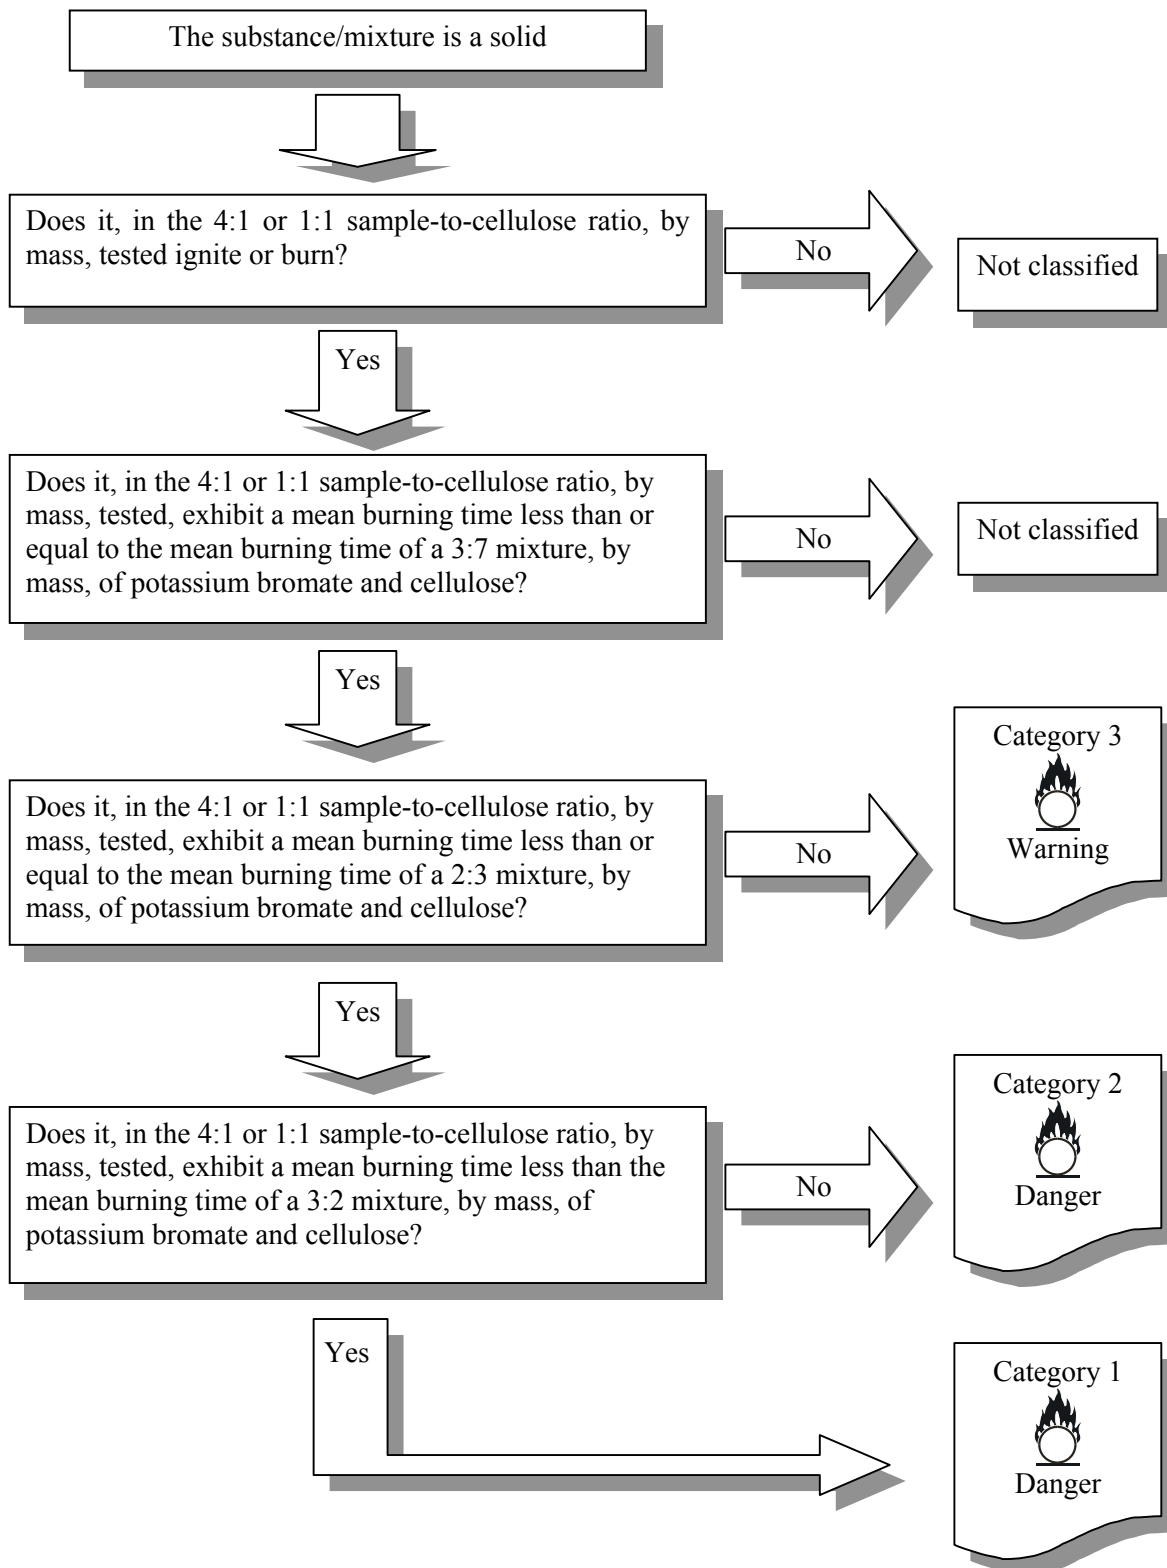 The substance/mixture is a solid
Does it, in the 4:1 or 1:1 sample-to-cellulose ratio, by
mass, tested ignite or burn?
No
Not classified
Yes
Does it, in the 4:1 or 1:1 sample-to-cellulose ratio, by
mass, tested, exhibit a mean burning time less than or
equal to the mean burning time of a 3:7 mixture, by
mass, of potassium bromate and cellulose?
No
Not classified
Yes
Does it, in the 4:1 or 1:1 sample-to-cellulose ratio, by
mass, tested, exhibit a mean burning time less than or
equal to the mean burning time of a 2:3 mixture, by
mass, of potassium bromate and cellulose?
No
Category 3
Warning
Yes
Does it, in the 4:1 or 1:1 sample-to-cellulose ratio, by
mass, tested, exhibit a mean burning time less than the
mean burning time of a 3:2 mixture, by mass, of
potassium bromate and cellulose?
No
Category 2
Danger
Yes
Category 1
Danger